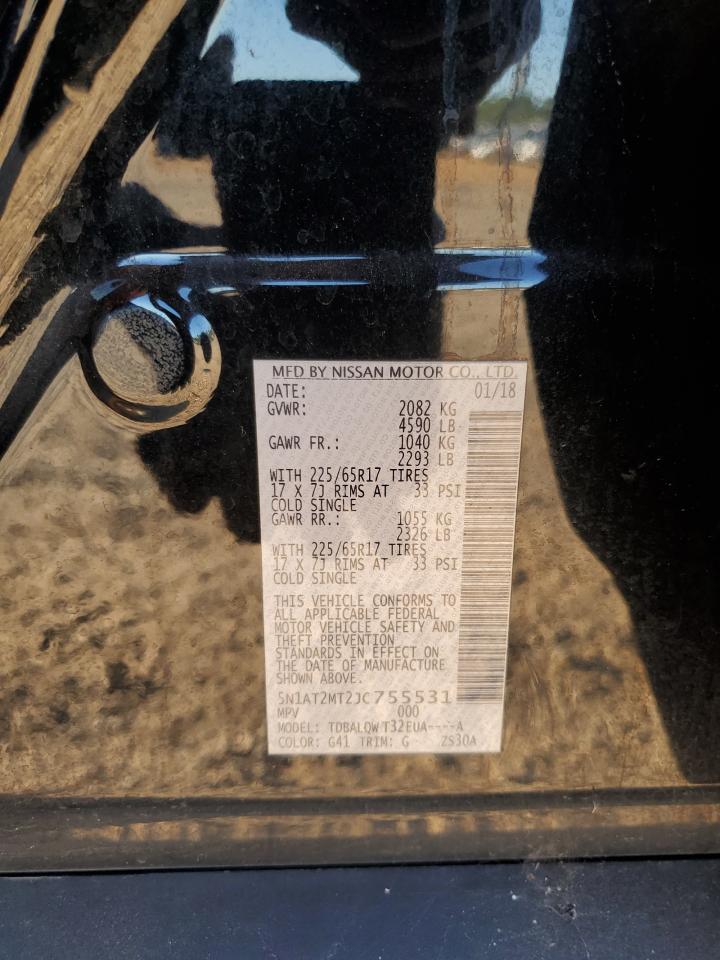 MFD BY NISSAN MOTOR CO., LTD.
DATE: 01/18
GVWR: 2082 KG
4590 LB
GAWR FR.: 1040 KG
2293 LB
WITH 225/65R17 TIRES
17 X 7J RIMS AT 33 PSI
COLD SINGLE
GAWR RR.: 1055 KG
2326 LB
WITH 225/65R17 TIRES
17 X 7J RIMS AT 33 PSI
COLD SINGLE
THIS VEHICLE CONFORMS TO
ALL APPLICABLE FEDERAL
MOTOR VEHICLE SAFETY AND
THEFT PREVENTION
STANDARDS IN EFFECT ON
THE DATE OF MANUFACTURE
SHOWN ABOVE.
5N1AT2MT2JC755531
MPV 000
MODEL: TDBALQW T32EUA----A
COLOR: G41 TRIM: G ZS30A